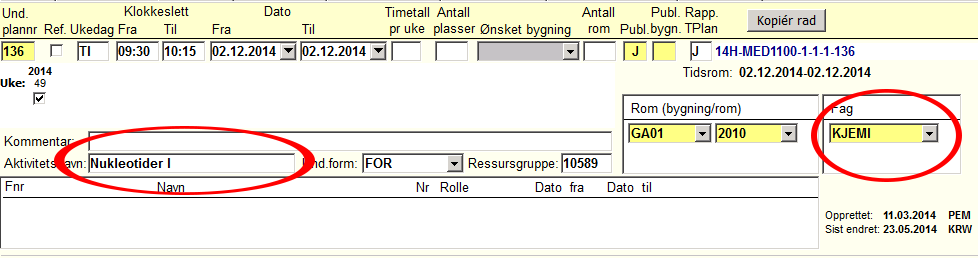 Und. Klokkeslett Dato Timetall Antall Antall Publ. Rapp.
plannr Ref. Ukedag Fra Til Fra Til pr uke plasser Ønsket bygning rom Publ. bygn. TPlan Kopiér rad
136 TI 09:30 10:15 02.12.2014 02.12.2014 J J 14H-MED1100-1-1-1-136
2014 Tidsrom: 02.12.2014-02.12.2014
Uke: 49
Rom (bygning/rom) Fag
GA01 2010 KJEMI
Kommentar:
Aktivitetsnavn: Nukleotider I Und.form: FOR Ressursgruppe: 10589
Fnr Navn Nr Rolle Dato fra Dato til
Opprettet: 11.03.2014 PEM
Sist endret: 23.05.2014 KRW